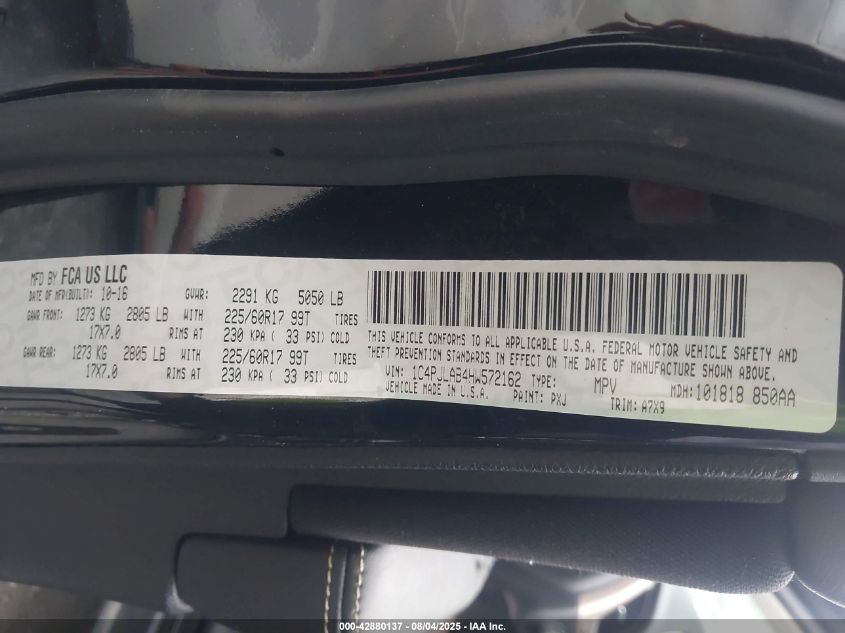 MFD BY FCA US LLC
DATE OF MFR(BUILT): 10-16 GVWR: 2291 KG 5050 LB
GAWR FRONT: 1273 KG 2805 LB WITH 225/60R17 99T TIRES
17X7.0 RIMS AT 230 KPA ( 33 PSI) COLD
GAWR REAR: 1273 KG 2805 LB WITH 225/60R17 99T TIRES
17X7.0 RIMS AT 230 KPA ( 33 PSI) COLD
THIS VEHICLE CONFORMS TO ALL APPLICABLE U.S.A. FEDERAL MOTOR VEHICLE SAFETY AND
THEFT PREVENTION STANDARDS IN EFFECT ON THE DATE OF MANUFACTURE SHOWN ABOVE.
VIN: 1C4PJLAB4HW572162 TYPE: MPV MDH:101818 850AA
VEHICLE MADE IN U.S.A. PAINT: PXJ TRIM: A7X9
000-42880137 - 08/04/2025 - IAA Inc.